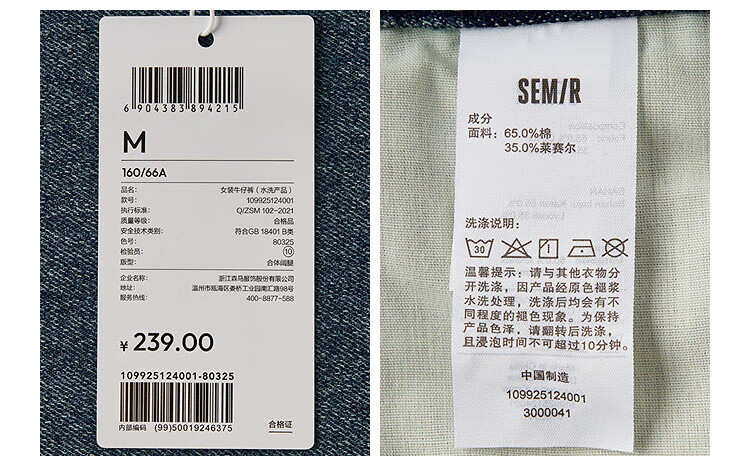 6 904383 894215
M
160/66A
品名: 女装牛仔裤（水洗产品）
款号: 109925124001
执行标准: Q/ZSM 102-2021
质量等级: 合格品
安全技术类别: 符合GB 18401 B类
色号: 80325
检验员: 10
版型: 合体阔腿
企业名称: 浙江森马服饰股份有限公司
地址: 温州市瓯海区娄桥工业园南汇路98号
服务热线: 400-8877-588
¥ 239.00
109925124001-80325
内部编码 (99)50019246375
合格证
SEM/R
成分
面料: 65.0%棉
35.0%莱赛尔
洗涤说明:
30
温馨提示: 请与其他衣物分
开洗涤, 因产品经原色褪浆
水洗处理, 洗涤后均会有不
同程度的褪色现象。为保持
产品色泽, 请翻转后洗涤,
且浸泡时间不可超过10分钟。
中国制造
109925124001
3000041